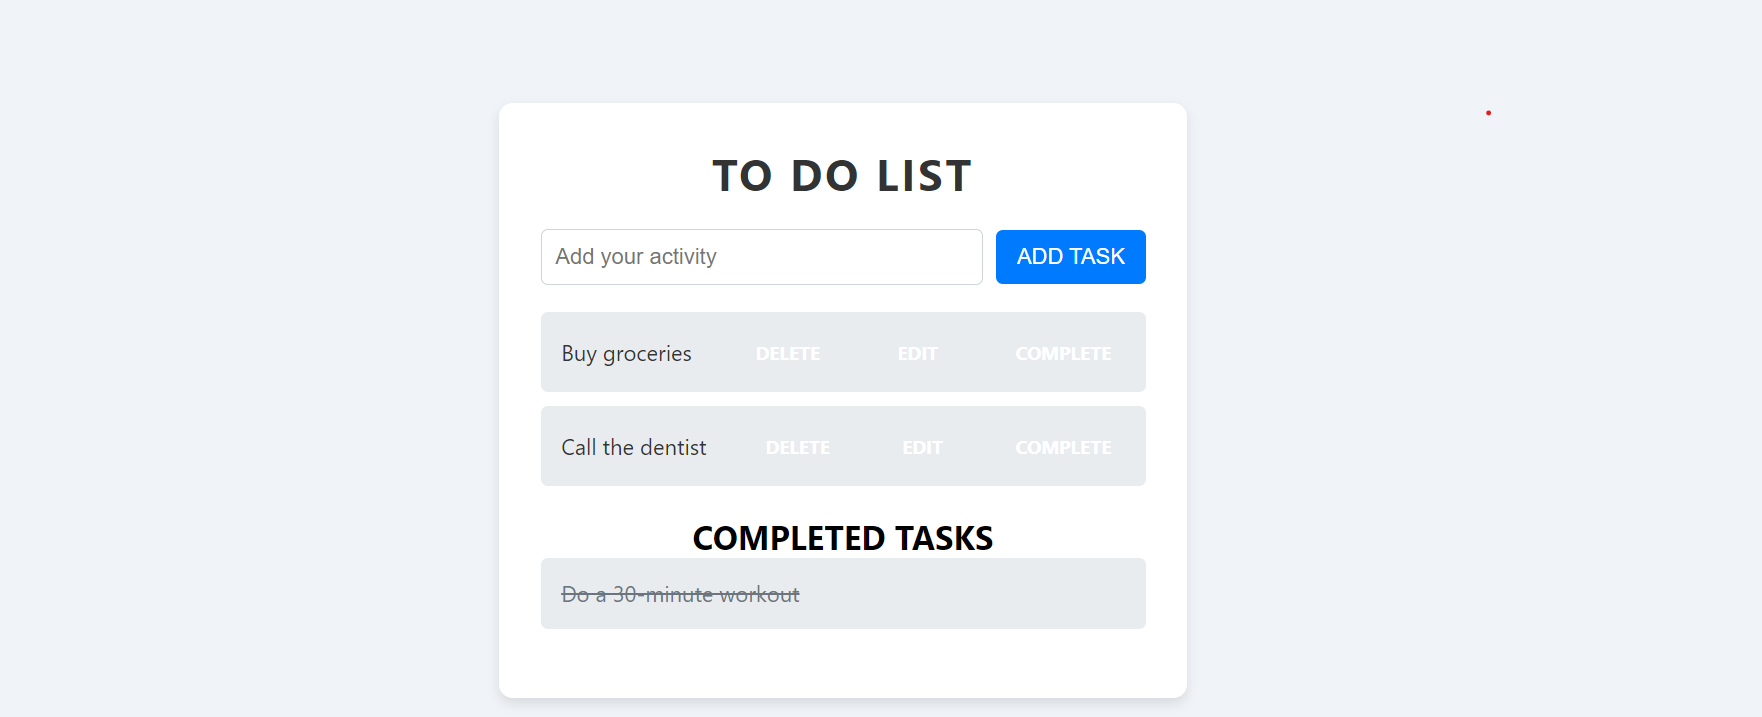 TO DO LIST
Add your activity ADD TASK
Buy groceries DELETE EDIT COMPLETE
Call the dentist DELETE EDIT COMPLETE
COMPLETED TASKS
Do a 30-minute workout